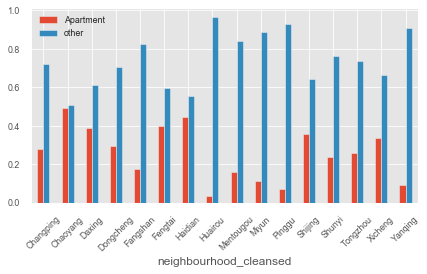 1.0
0.8
0.6
0.4
0.2
0.0
Apartment
other
Changping
Chaoyang
Daxing
Dongcheng
Fangshan
Fengtai
Haidian
Huairou
Mentougou
Miyun
Pinggu
Shijing
Shunyi
Tongzhou
Xicheng
Yanqing
neighbourhood_cleansed